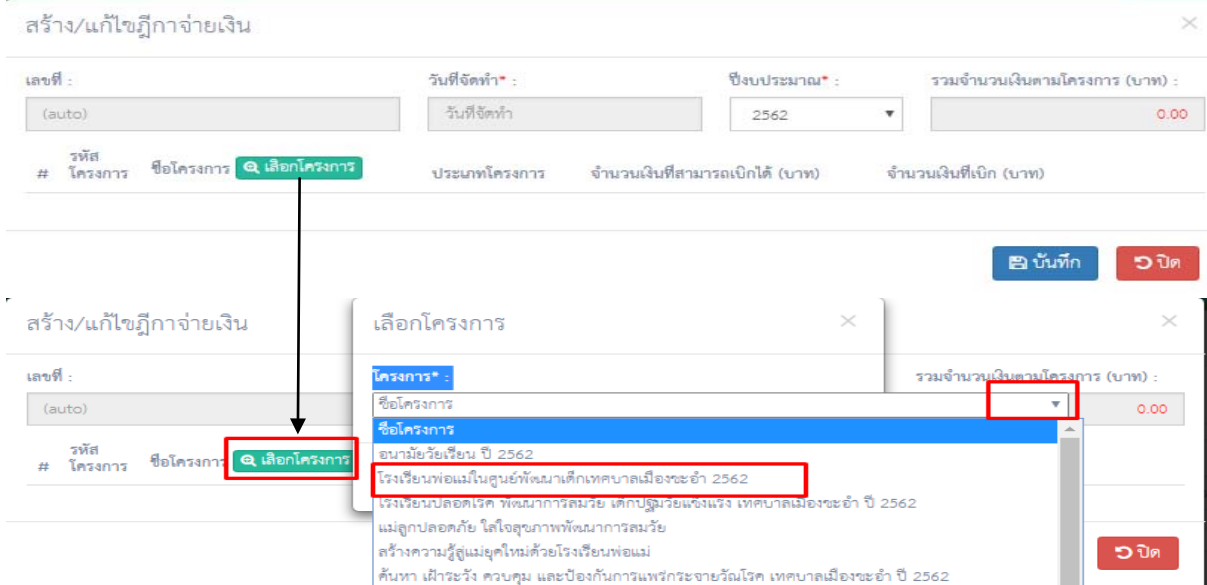 สร้าง/แก้ไขฎีกาจ่ายเงิน ×
เลขที่ : วันที่จัดทำ* : ปีงบประมาณ* : รวมจำนวนเงินตามโครงการ (บาท) :
(auto) วันที่จัดทำ 2562 0.00
# รหัสโครงการ ชื่อโครงการ เลือกโครงการ ประเภทโครงการ จำนวนเงินที่สามารถเบิกได้ (บาท) จำนวนเงินที่เบิก (บาท)
บันทึก ปิด
สร้าง/แก้ไขฎีกาจ่ายเงิน เลือกโครงการ × ×
เลขที่ : โครงการ* : รวมจำนวนเงินตามโครงการ (บาท) :
(auto) ชื่อโครงการ 0.00
ชื่อโครงการ
# รหัสโครงการ ชื่อโครงการ เลือกโครงการ
อนามัยวัยเรียน ปี 2562
โรงเรียนพ่อแม่ในศูนย์พัฒนาเด็กเทศบาลเมืองชะอำ 2562
โรงเรียนปลอดโรค พัฒนาการสมวัย เด็กปฐมวัยแข็งแรง เทศบาลเมืองชะอำ ปี 2562
แม่ลูกปลอดภัย ใส่ใจสุขภาพพัฒนาการสมวัย
สร้างความรู้สู่แม่ยุคใหม่ด้วยโรงเรียนพ่อแม่ ปิด
ค้นหา เฝ้าระวัง ควบคุม และป้องกันการแพร่กระจายวัณโรค เทศบาลเมืองชะอำ ปี 2562